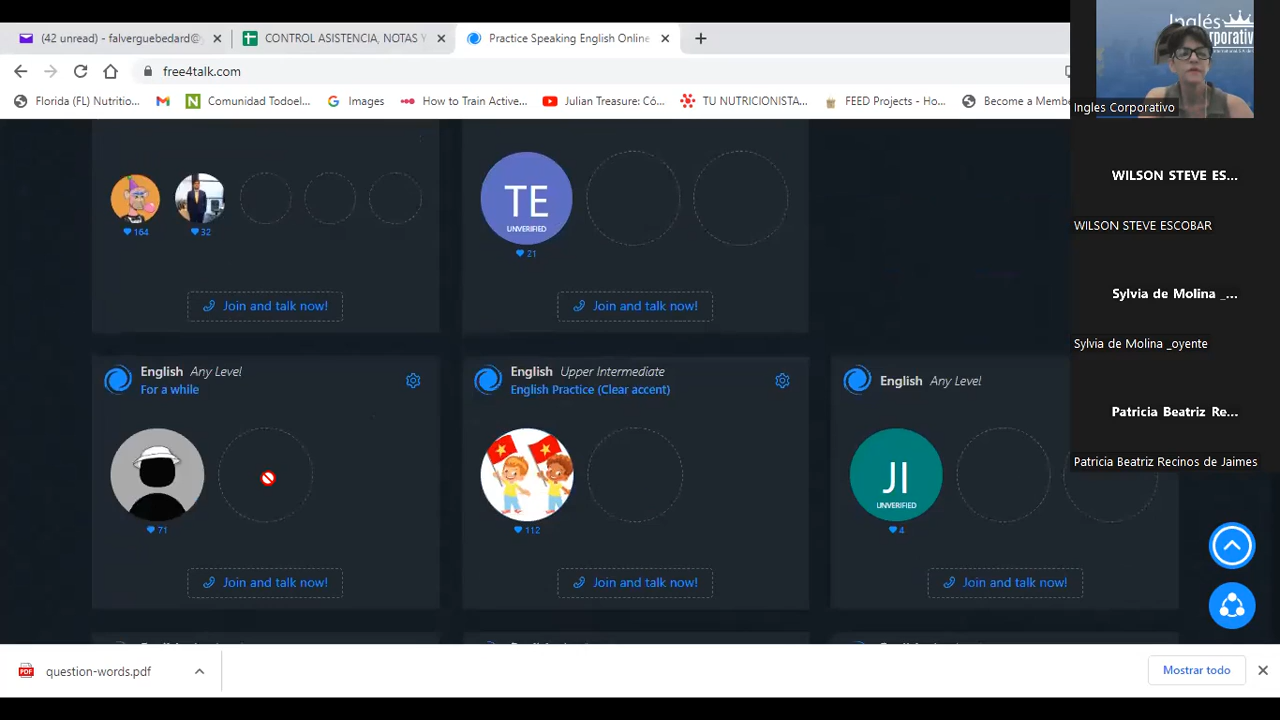 (42 unread) - falverguebedard@
CONTROL ASISTENCIA, NOTAS Y
Practice Speaking English Online
free4talk.com
Florida (FL) Nutritio...
Comunidad Todoel...
Images
How to Train Active...
Julian Treasure: Có...
TU NUTRICIONISTA...
FEED Projects - Ho...
Become a Membe
Inglés
Corporativo
Ingles Corporativo
WILSON STEVE ES...
WILSON STEVE ESCOBAR
Sylvia de Molina _...
Sylvia de Molina _oyente
Patricia Beatriz Re...
Patricia Beatriz Recinos de Jaimes
164
32
TE
UNVERIFIED
21
Join and talk now!
Join and talk now!
English Any Level
For a while
71
Join and talk now!
English Upper Intermediate
English Practice (Clear accent)
112
Join and talk now!
English Any Level
JI
UNVERIFIED
4
Join and talk now!
question-words.pdf
Mostrar todo